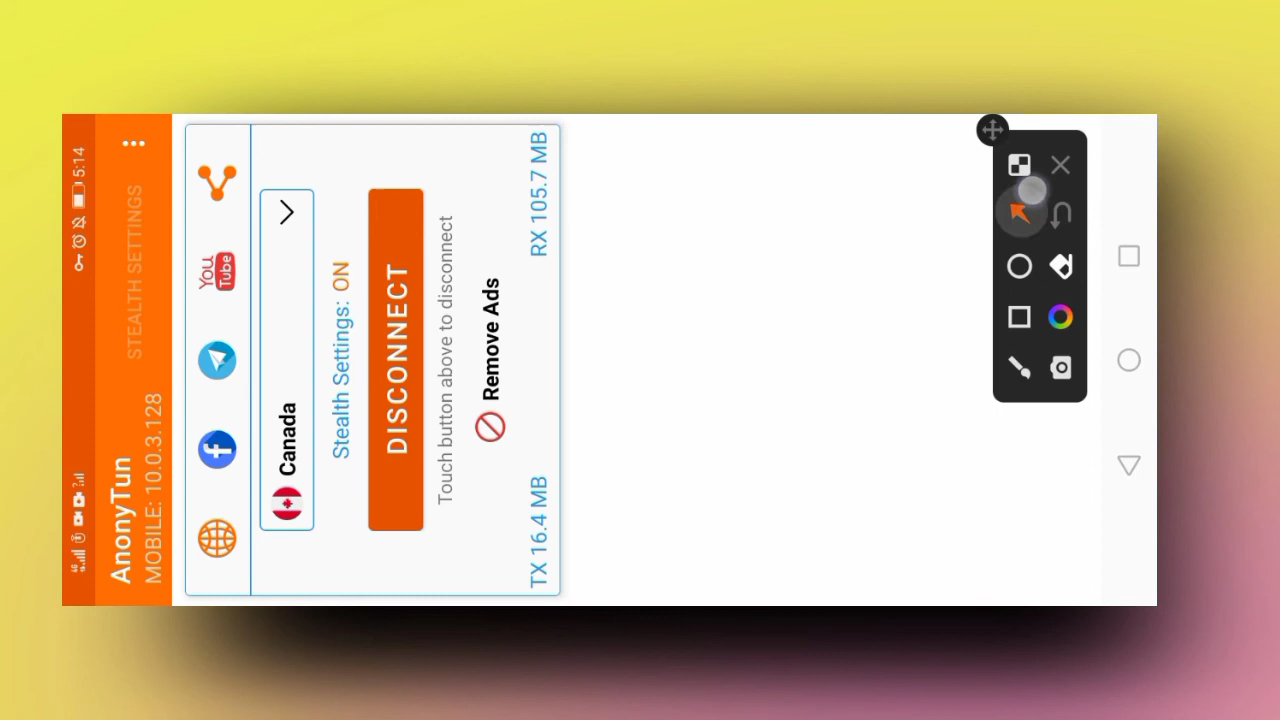 4G
5:14
AnonyTun
STEALTH SETTINGS
MOBILE: 10.0.3.128
You
Tube
Canada
Stealth Settings: ON
DISCONNECT
Touch button above to disconnect
Remove Ads
TX 16.4 MB
RX 105.7 MB